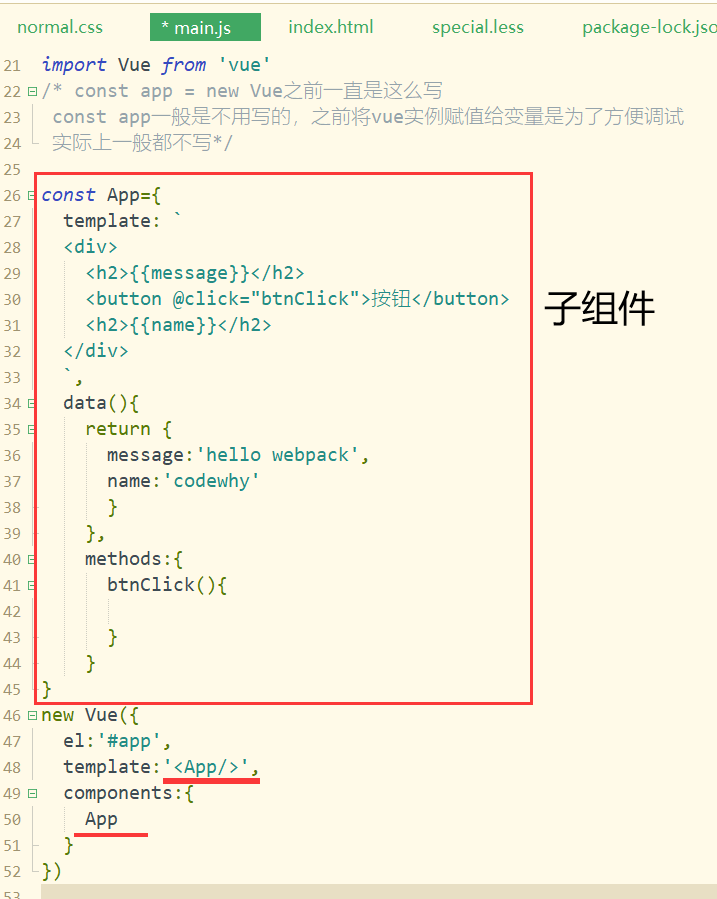 normal.css * main.js index.html special.less package-lock.jso
21 import Vue from 'vue'
22 /* const app = new Vue之前一直是这么写
23 const app一般是不用写的，之前将vue实例赋值给变量是为了方便调试
24 实际上一般都不写*/
25
26 const App={
27 template: `
28 <div>
29 <h2>{{message}}</h2>
30 <button @click="btnClick">按钮</button>
子组件
31 <h2>{{name}}</h2>
32 </div>
33 `,
34 data(){
35 return {
36 message:'hello webpack',
37 name:'codewhy'
38 }
39 },
40 methods:{
41 btnClick(){
42
43 }
44 }
45 }
46 new Vue({
47 el:'#app',
48 template:'<App/>',
49 components:{
50 App
51 }
52 })
53